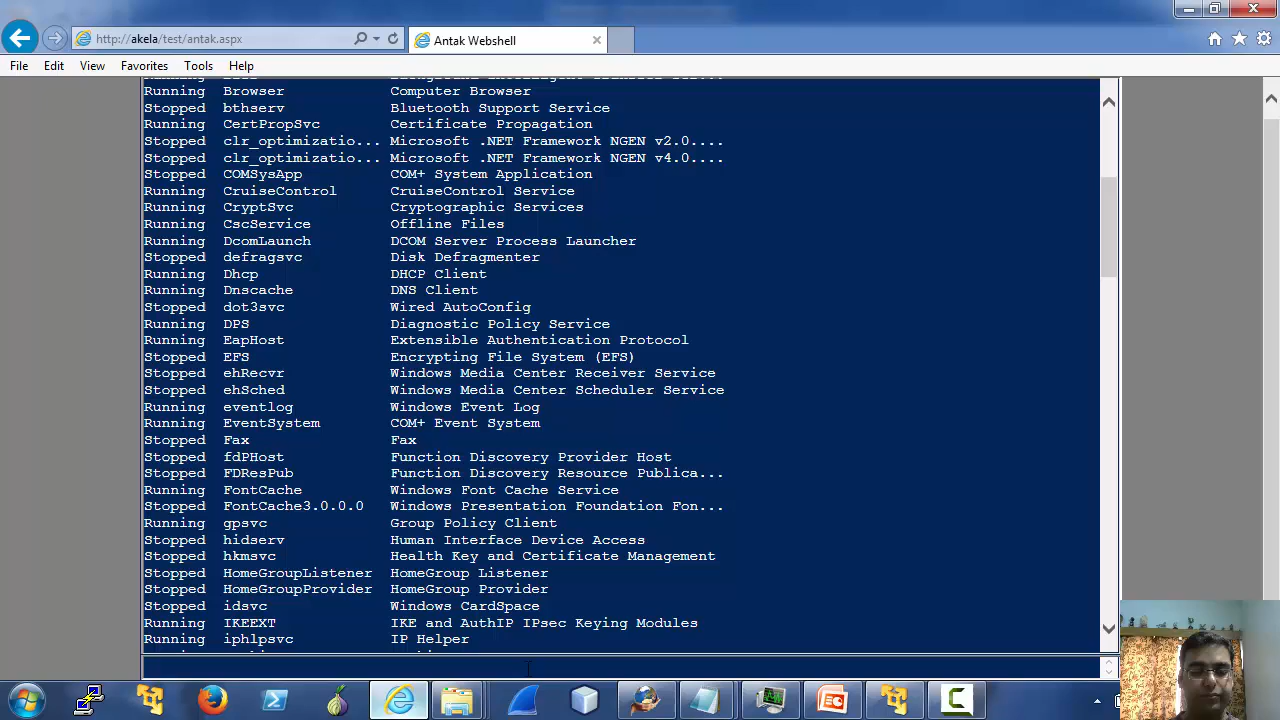 http://akela/test/antak.aspx
Antak Webshell
File Edit View Favorites Tools Help
Running Browser Computer Browser
Stopped bthserv Bluetooth Support Service
Running CertPropSvc Certificate Propagation
Stopped clr_optimizatio... Microsoft .NET Framework NGEN v2.0....
Stopped clr_optimizatio... Microsoft .NET Framework NGEN v4.0....
Stopped COMSysApp COM+ System Application
Running CruiseControl CruiseControl Service
Running CryptSvc Cryptographic Services
Running CscService Offline Files
Running DcomLaunch DCOM Server Process Launcher
Stopped defragsvc Disk Defragmenter
Running Dhcp DHCP Client
Running Dnscache DNS Client
Stopped dot3svc Wired AutoConfig
Running DPS Diagnostic Policy Service
Running EapHost Extensible Authentication Protocol
Stopped EFS Encrypting File System (EFS)
Stopped ehRecvr Windows Media Center Receiver Service
Stopped ehSched Windows Media Center Scheduler Service
Running eventlog Windows Event Log
Running EventSystem COM+ Event System
Stopped Fax Fax
Stopped fdPHost Function Discovery Provider Host
Stopped FDResPub Function Discovery Resource Publica...
Running FontCache Windows Font Cache Service
Stopped FontCache3.0.0.0 Windows Presentation Foundation Fon...
Running gpsvc Group Policy Client
Stopped hidserv Human Interface Device Access
Stopped hkmsvc Health Key and Certificate Management
Stopped HomeGroupListener HomeGroup Listener
Stopped HomeGroupProvider HomeGroup Provider
Stopped idsvc Windows CardSpace
Running IKEEXT IKE and AuthIP IPsec Keying Modules
Running iphlpsvc IP Helper